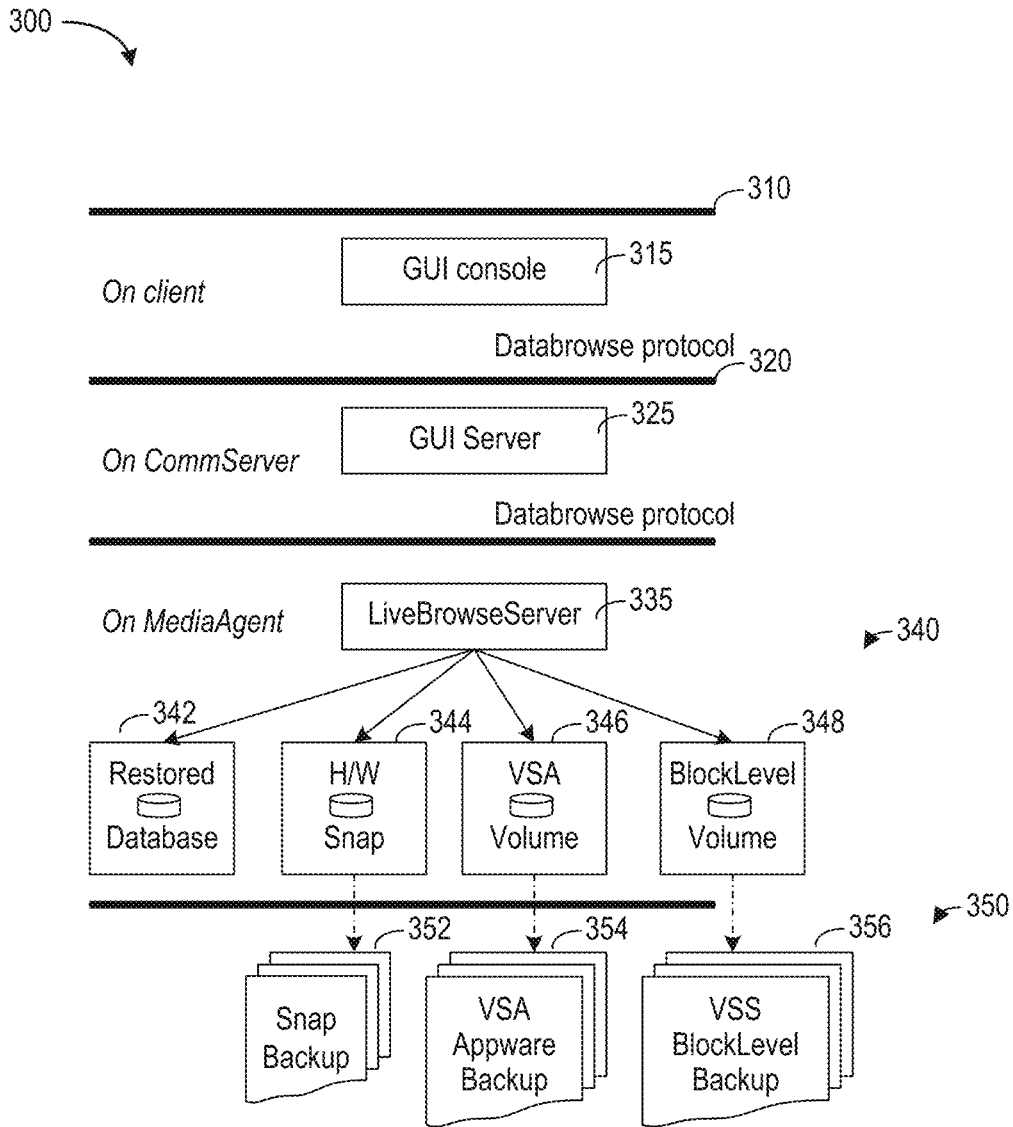 300
310
GUI console
315
On client
Databrowse protocol
320
GUI Server
325
On CommServer
Databrowse protocol
LiveBrowseServer
335
On MediaAgent
340
342
344
346
348
Restored
Database
H/W
Snap
VSA
Volume
BlockLevel
Volume
350
352
354
356
Snap
Backup
VSA
Appware
Backup
VSS
BlockLevel
Backup